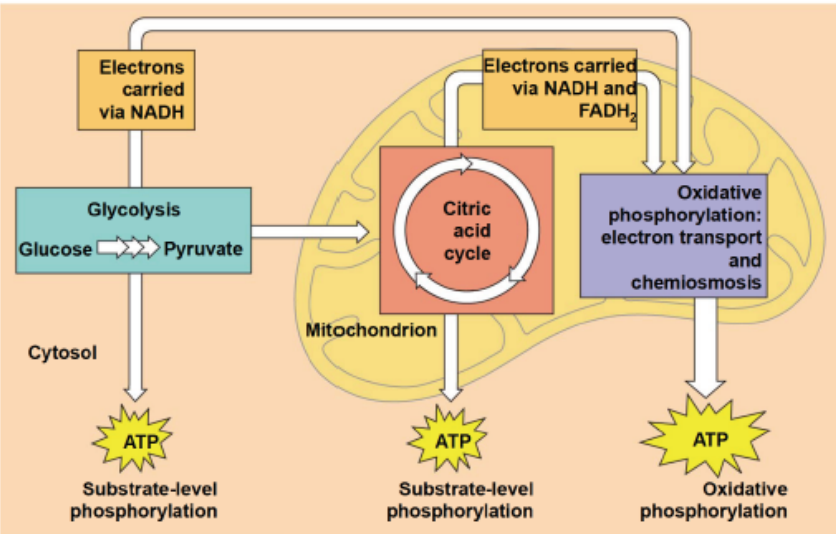 Electrons
carried
via NADH
Electrons carried
via NADH and
FADH₂
Glycolysis
Glucose Pyruvate
Citric
acid
cycle
Oxidative
phosphorylation:
electron transport
and
chemiosmosis
Mitochondrion
Cytosol
ATP
ATP
ATP
Substrate-level
phosphorylation
Substrate-level
phosphorylation
Oxidative
phosphorylation